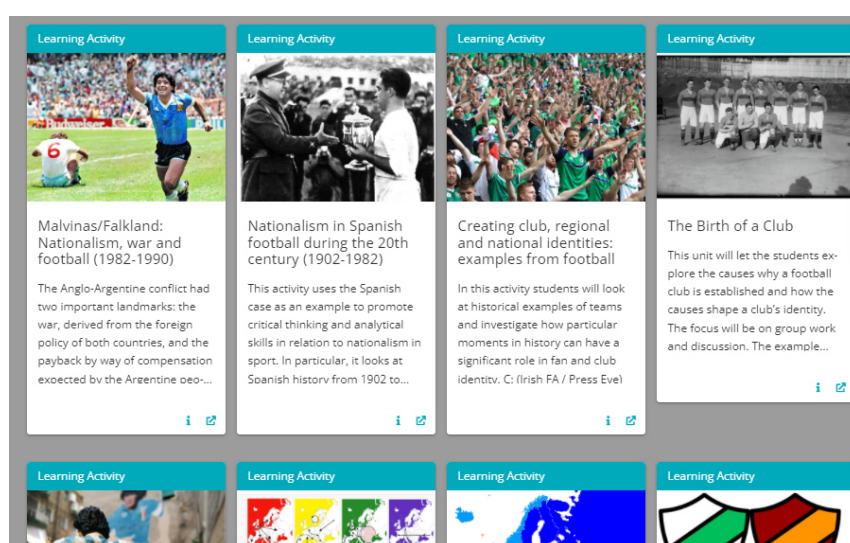 Learning Activity
Budweiser
6
Malvinas/Falkland:
Nationalism, war and
football (1982-1990)
The Anglo-Argentine conflict had
two important landmarks: the
war, derived from the foreign
policy of both countries, and the
payback by way of compensation
expected by the Argentine peo-...
Learning Activity
Nationalism in Spanish
football during the 20th
century (1902-1982)
This activity uses the Spanish
case as an example to promote
critical thinking and analytical
skills in relation to nationalism in
sport. In particular, it looks at
Spanish history from 1902 to...
Learning Activity
Creating club, regional
and national identities:
examples from football
In this activity students will look
at historical examples of teams
and investigate how particular
moments in history can have a
significant role in fan and club
identity. C: (Irish FA / Press Eye)
Learning Activity
The Birth of a Club
This unit will let the students ex-
plore the causes why a football
club is established and how the
causes shape a club's identity.
The focus will be on group work
and discussion. The example...
Learning Activity
Learning Activity
Learning Activity
Learning Activity